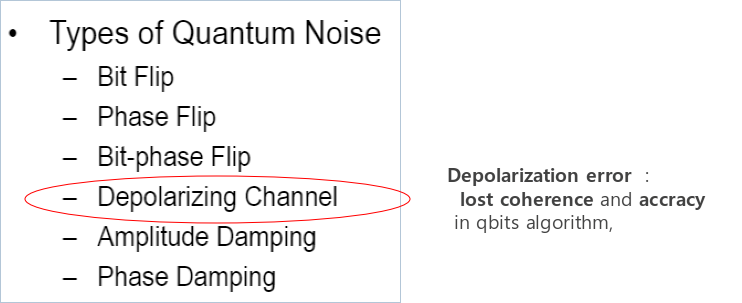 • Types of Quantum Noise
– Bit Flip
– Phase Flip
– Bit-phase Flip
– Depolarizing Channel
– Amplitude Damping
– Phase Damping
Depolarization error :
lost coherence and accracy
in qbits algorithm,